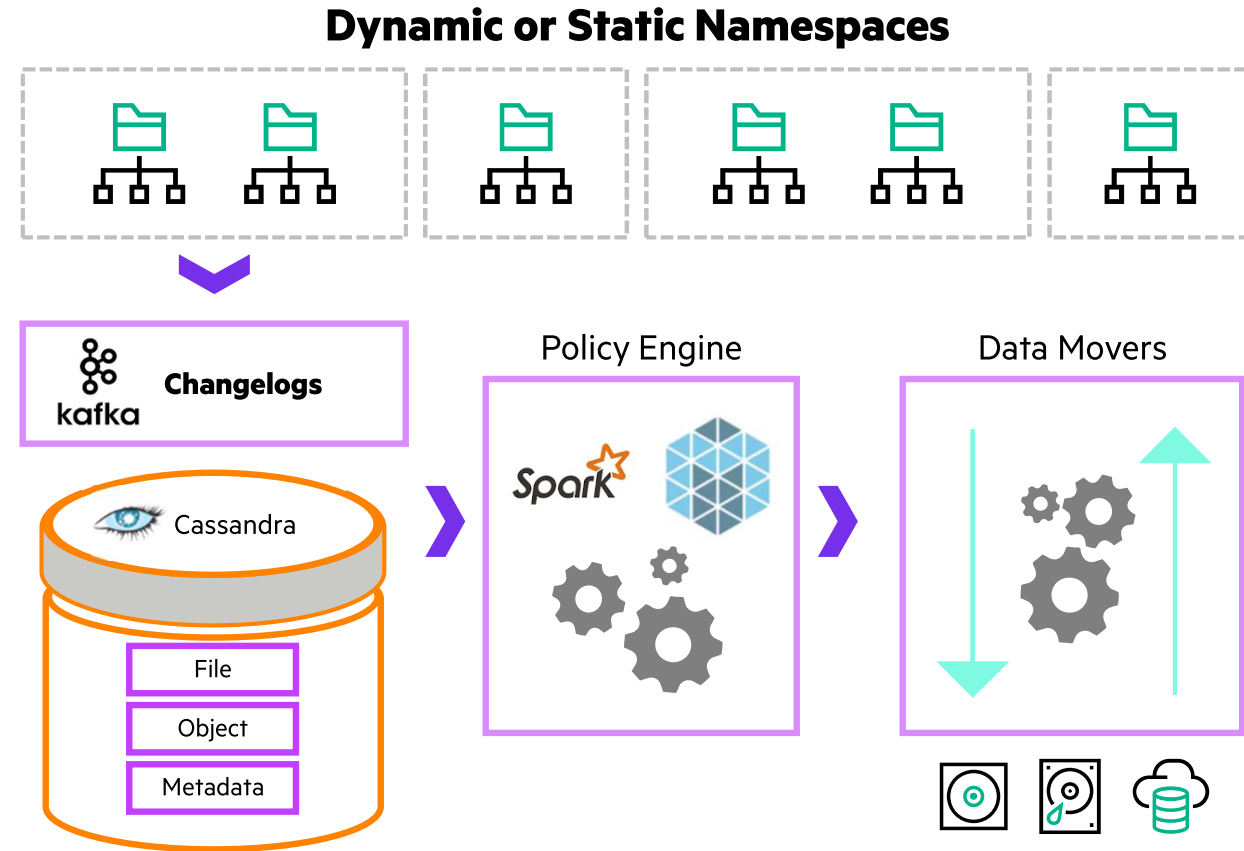 Dynamic or Static Namespaces
kafka
Changelogs
Cassandra
File
Object
Metadata
Policy Engine
Spark
Data Movers